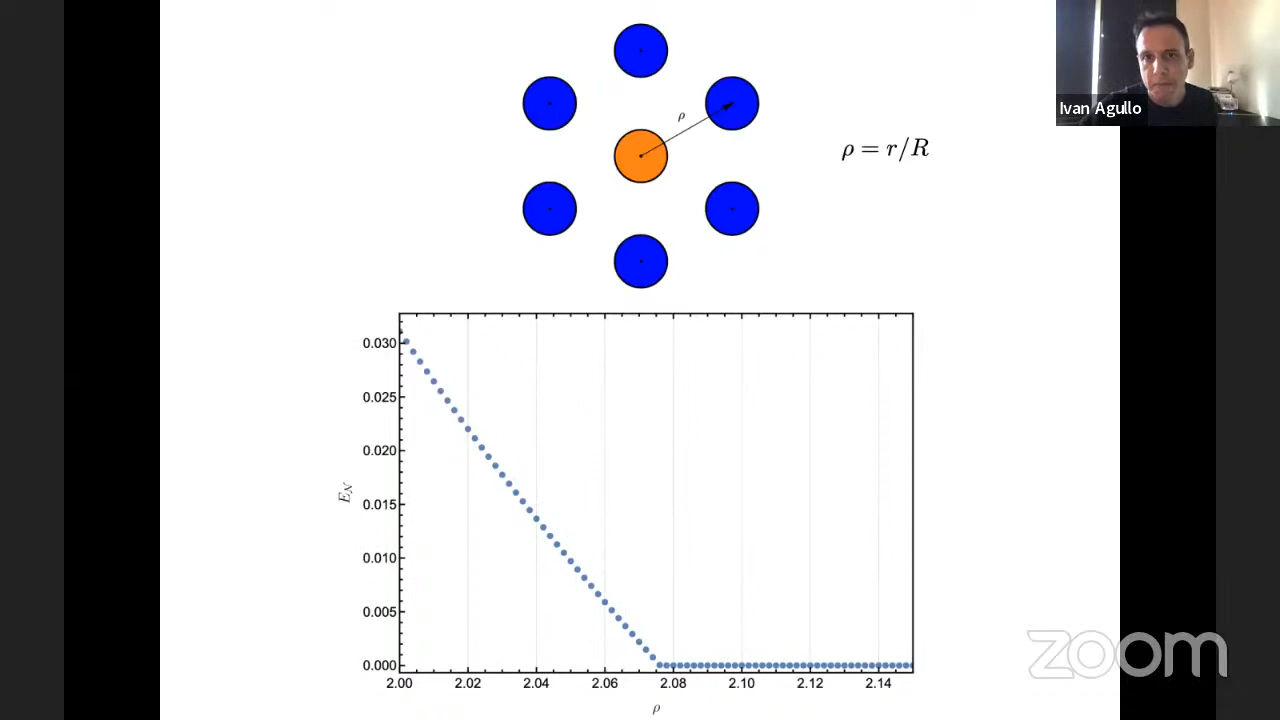 Ivan Agullo
ρ
ρ = r/R
0.030
0.025
0.020
0.015
0.010
0.005
0.000
E_N
2.00 2.02 2.04 2.06 2.08 2.10 2.12 2.14
ρ
zoom